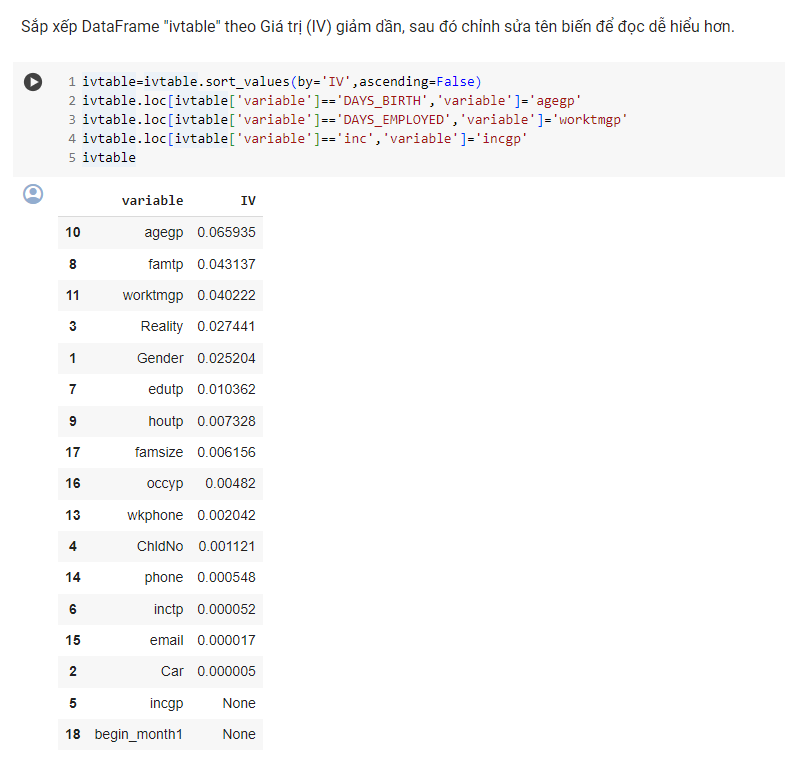 Sắp xếp DataFrame "ivtable" theo Giá trị (IV) giảm dần, sau đó chỉnh sửa tên biến để đọc dễ hiểu hơn.
1 ivtable=ivtable.sort_values(by='IV',ascending=False)
2 ivtable.loc[ivtable['variable']=='DAYS_BIRTH','variable']='agegp'
3 ivtable.loc[ivtable['variable']=='DAYS_EMPLOYED','variable']='worktmgp'
4 ivtable.loc[ivtable['variable']=='inc','variable']='incgp'
5 ivtable
variable IV
10 agegp 0.065935
8 famtp 0.043137
11 worktmgp 0.040222
3 Reality 0.027441
1 Gender 0.025204
7 edutp 0.010362
9 houtp 0.007328
17 famsize 0.006156
16 occyp 0.00482
13 wkphone 0.002042
4 ChldNo 0.001121
14 phone 0.000548
6 inctp 0.000052
15 email 0.000017
2 Car 0.000005
5 incgp None
18 begin_month1 None